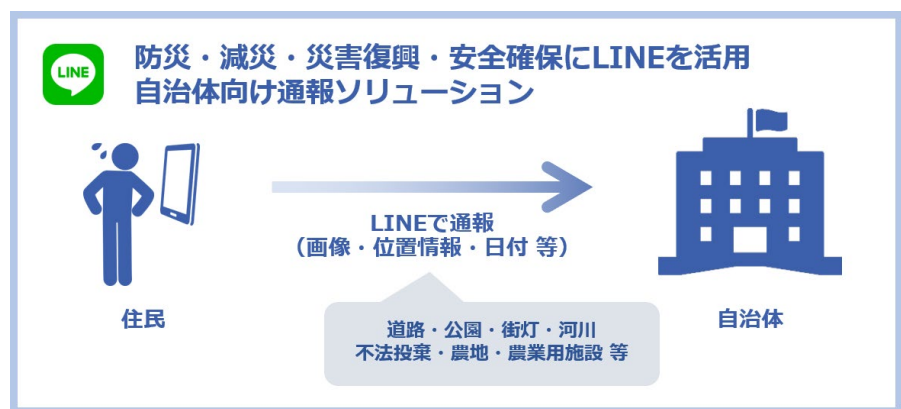 LINE
防災・減災・災害復興・安全確保にLINEを活用
自治体向け通報ソリューション
LINEで通報
（画像・位置情報・日付 等）
住民
道路・公園・街灯・河川
不法投棄・農地・農業用施設 等
自治体